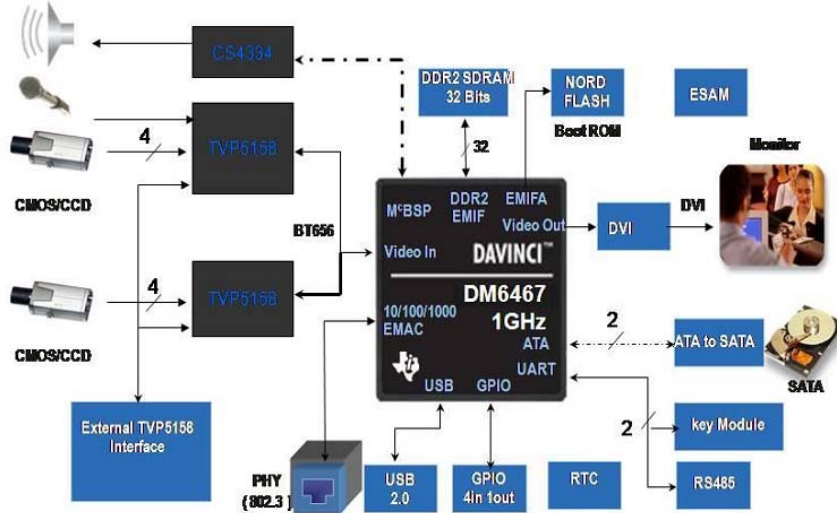 CS4334
DDR2 SDRAM
32 Bits
NORD
FLASH
Boot ROM
ESAM
4
TVP5158
CMOS/CCD
32
Monitor
McBSP
DDR2
EMIF
EMIFA
Video Out
DVI
DVI
BT656
Video In
DAVINCI™
4
TVP5158
CMOS/CCD
DM6467
1GHz
10/100/1000
EMAC
ATA
UART
USB
GPIO
2
ATA to SATA
SATA
External TVP5158
Interface
2
key Module
PHY
(802.3)
USB
2.0
GPIO
4in 1out
RTC
RS485